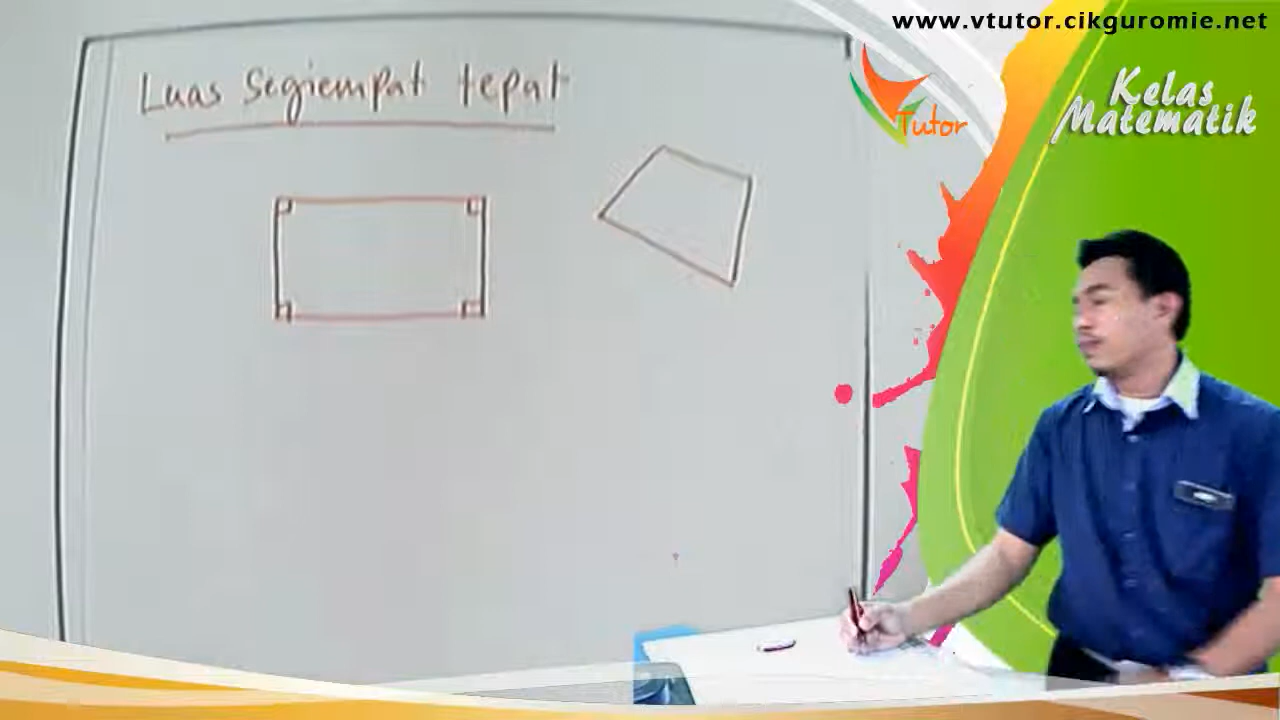 www.vtutor.cikguromie.net
Luas Segiempat tepat
Tutor
Kelas
Matematik